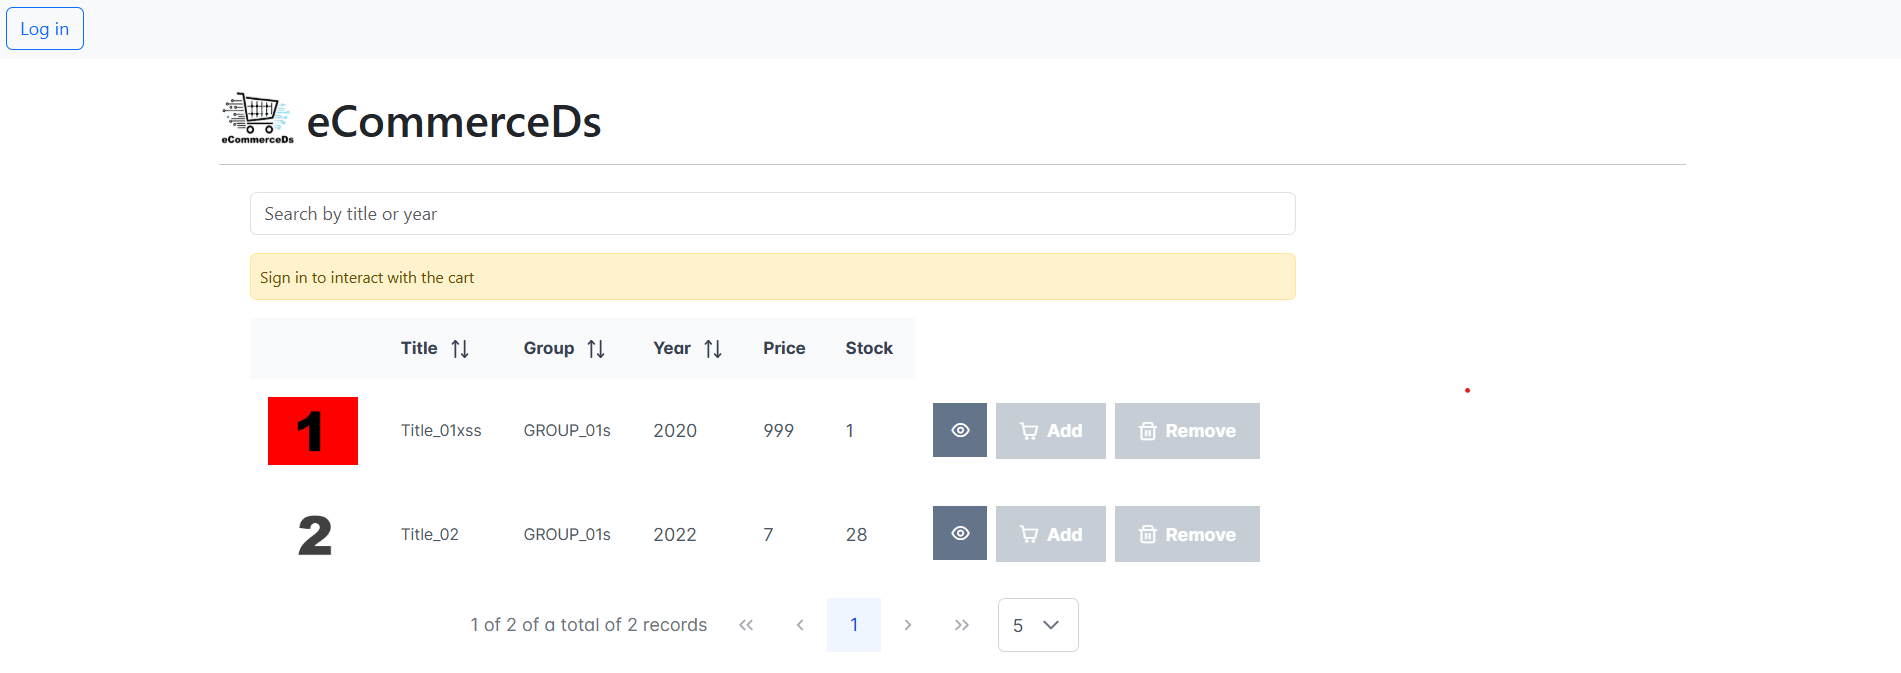 Log in
eCommerceDs
eCommerceDs
Search by title or year
Sign in to interact with the cart
Title Group Year Price Stock
1 Title_01xss GROUP_01s 2020 999 1 Add Remove
2 Title_02 GROUP_01s 2022 7 28 Add Remove
1 of 2 of a total of 2 records « ‹ 1 › » 5